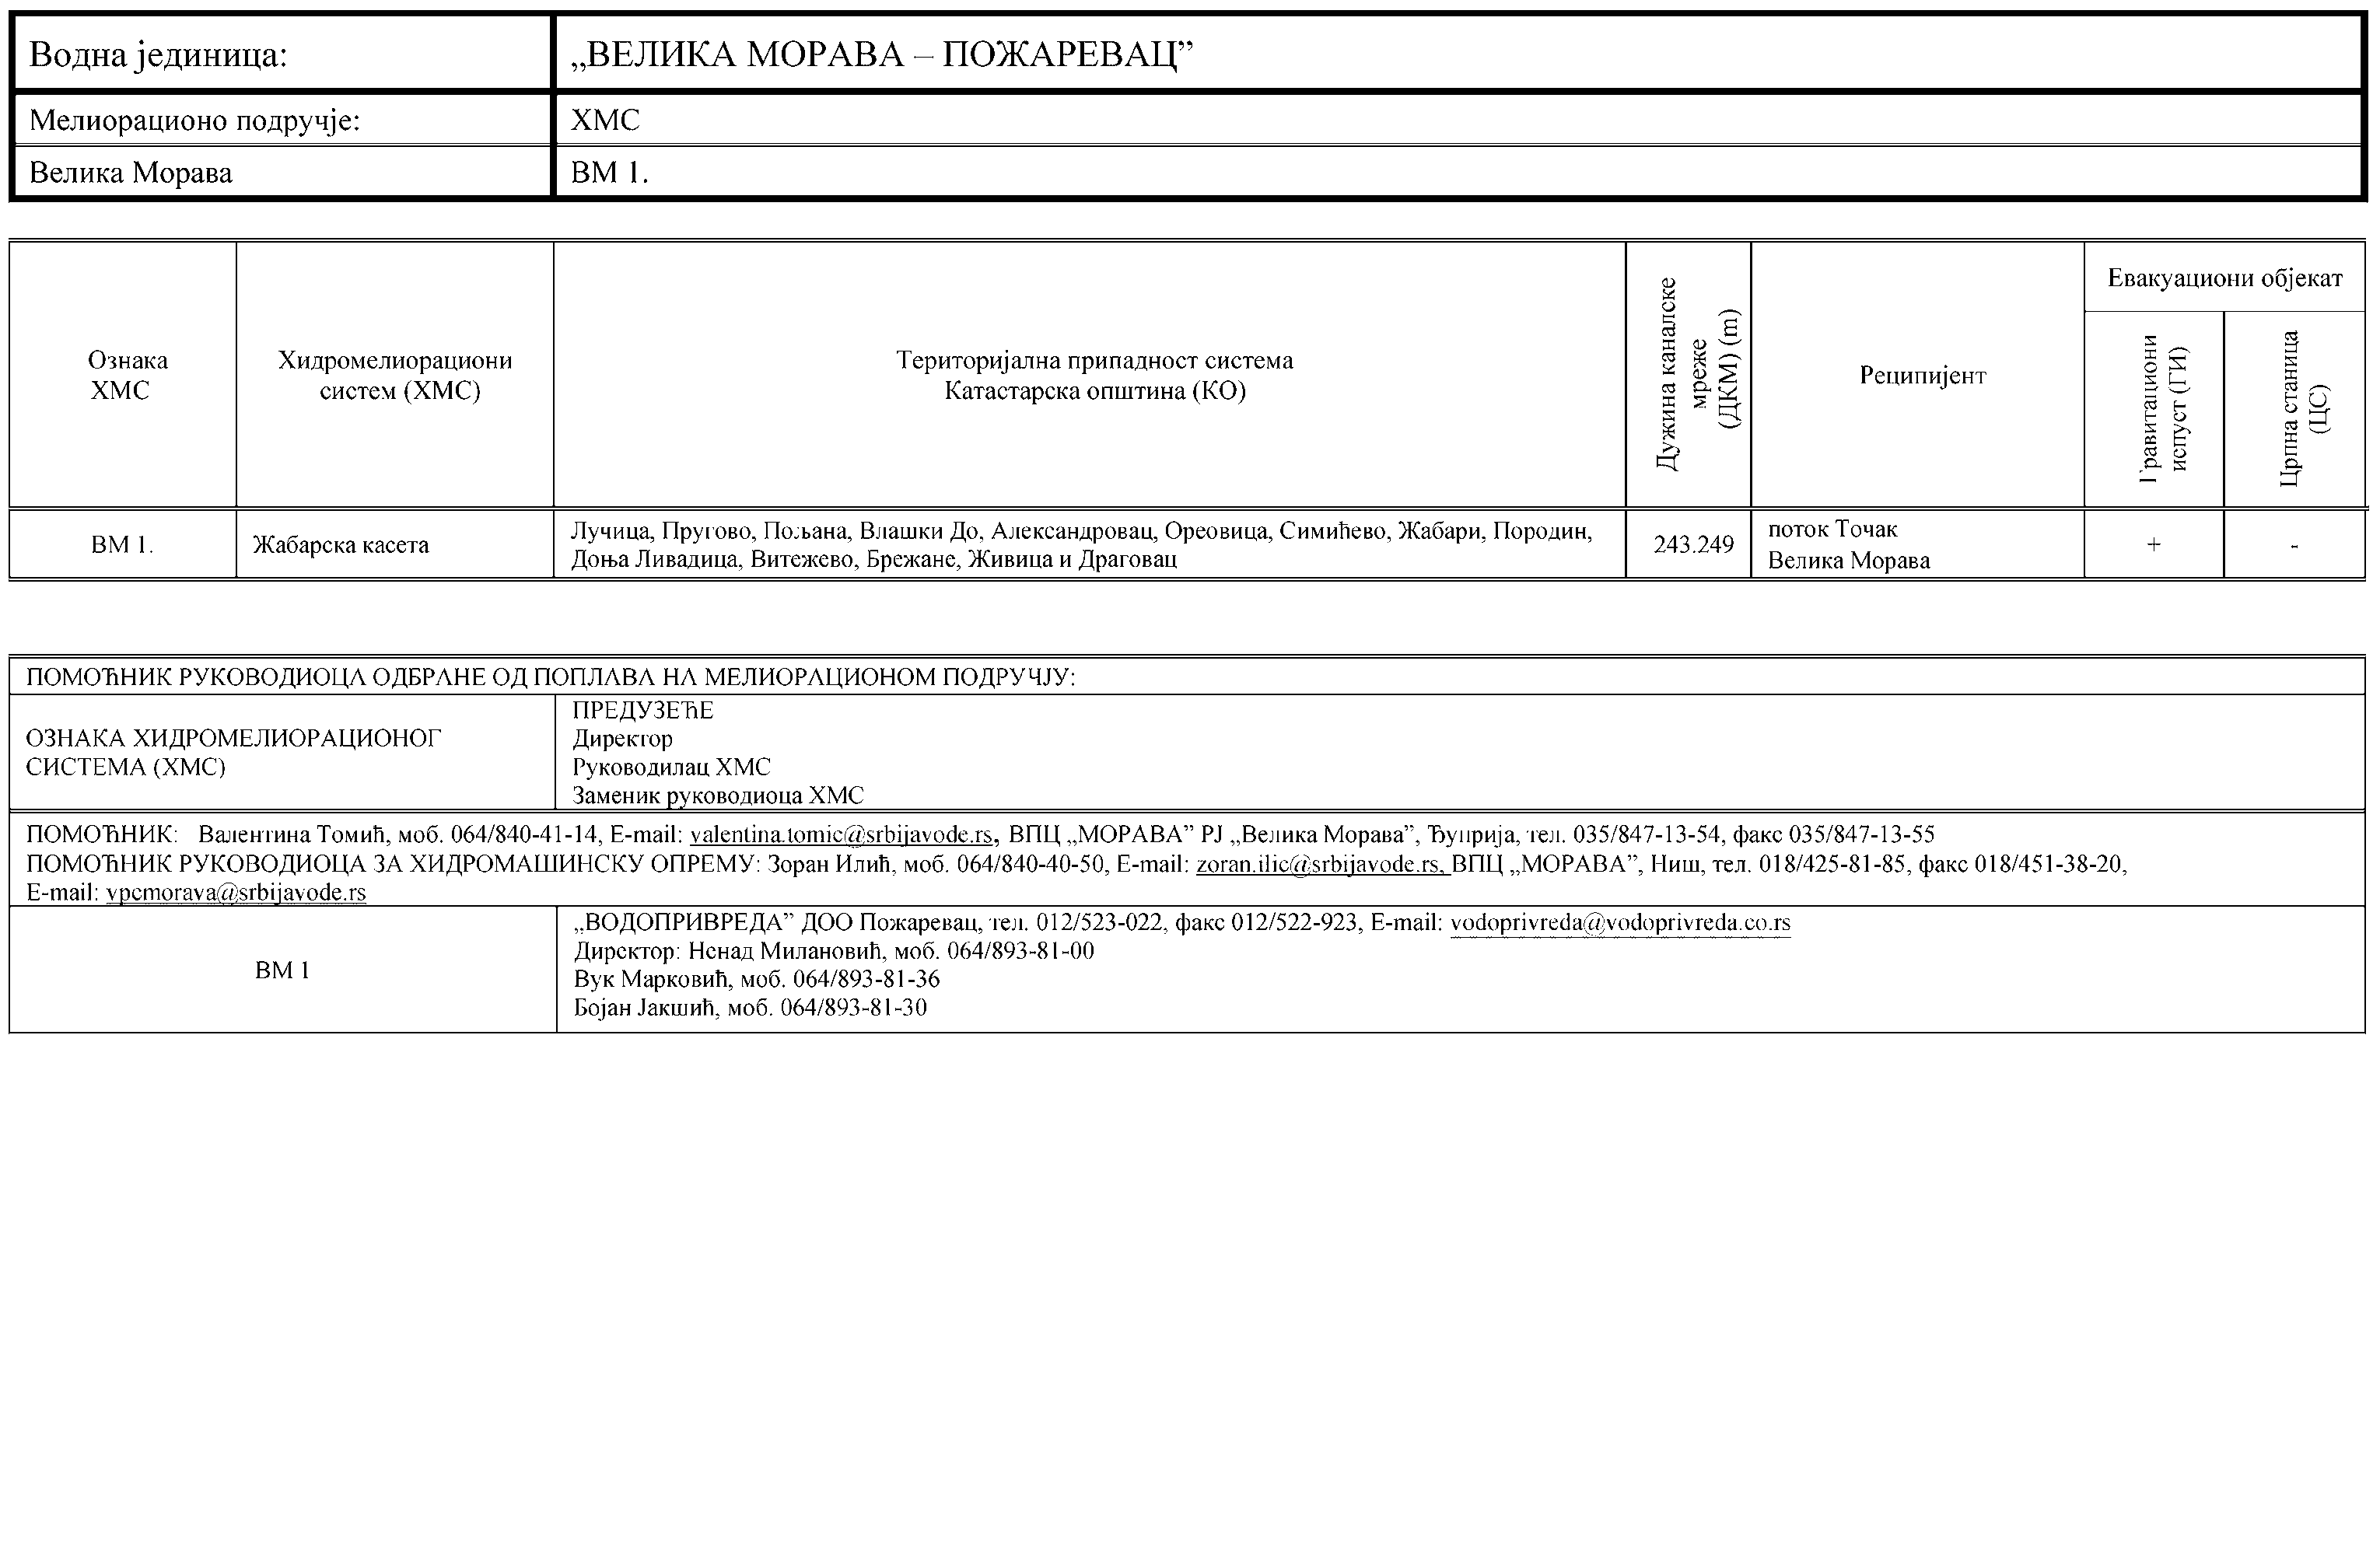 Водна јединица:
„ВЕЛИКА МОРАВА – ПОЖАРЕВАЦ”
Мелиорационо подручје:
ХМС
Велика Морава
ВМ 1.
Ознака
ХМС
Хидромелиорациони
систем (ХМС)
Територијална припадност система
Катастарска општина (КО)
Дужина каналске
мреже
(ДКМ) (m)
Реципијент
Евакуациони објекат
Гравитациони
испуст (ГИ)
Црпна станица
(ЦС)
ВМ 1.
Жабарска касета
Лучица, Пругово, Пољана, Влашки До, Александровац, Ореовица, Симићево, Жабари, Породин,
Доња Ливадица, Витежево, Брежане, Живица и Драговац
243.249
поток Точак
Велика Морава
+
-
ПОМОЋНИК РУКОВОДИОЦА ОДБРАНЕ ОД ПОПЛАВА НА МЕЛИОРАЦИОНОМ ПОДРУЧЈУ:
ОЗНАКА ХИДРОМЕЛИОРАЦИОНОГ
СИСТЕМА (ХМС)
ПРЕДУЗЕЋЕ
Директор
Руководилац ХМС
Заменик руководиоца ХМС
ПОМОЋНИК: Валентина Томић, моб. 064/840-41-14, E-mail: valentina.tomic@srbijavode.rs, ВПЦ „МОРАВА” РЈ „Велика Морава”, Ћуприја, тел. 035/847-13-54, факс 035/847-13-55
ПОМОЋНИК РУКОВОДИОЦА ЗА ХИДРОМАШИНСКУ ОПРЕМУ: Зоран Илић, моб. 064/840-40-50, E-mail: zoran.ilic@srbijavode.rs, ВПЦ „МОРАВА”, Ниш, тел. 018/425-81-85, факс 018/451-38-20,
E-mail: vpcmorava@srbijavode.rs
ВМ 1
„ВОДОПРИВРЕДА” ДОО Пожаревац, тел. 012/523-022, факс 012/522-923, E-mail: vodoprivreda@vodoprivreda.co.rs
Директор: Ненад Милановић, моб. 064/893-81-00
Вук Марковић, моб. 064/893-81-36
Бојан Јакшић, моб. 064/893-81-30